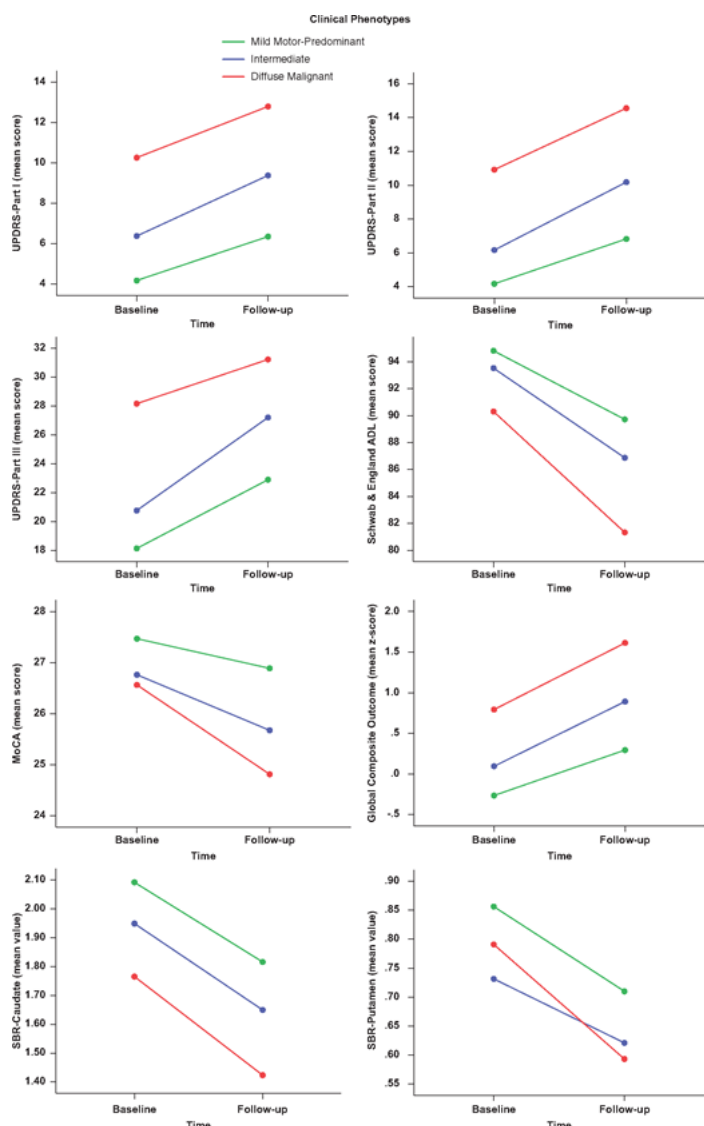 Clinical Phenotypes
Mild Motor-Predominant
Intermediate
Diffuse Malignant
UPDRS-Part I (mean score)
14
12
10
8
6
4
Baseline
Follow-up
Time
UPDRS-Part II (mean score)
16
14
12
10
8
6
4
Baseline
Follow-up
Time
UPDRS-Part III (mean score)
32
30
28
26
24
22
20
18
Baseline
Follow-up
Time
Schwab & England ADL (mean score)
94
92
90
88
86
84
82
80
Baseline
Follow-up
Time
MoCA (mean score)
28
27
26
25
24
Baseline
Follow-up
Time
Global Composite Outcome (mean z-score)
2.0
1.5
1.0
.5
.0
-.5
Baseline
Follow-up
Time
SBR-Caudate (mean value)
2.10
2.00
1.90
1.80
1.70
1.60
1.50
1.40
Baseline
Follow-up
Time
SBR-Putamen (mean value)
.90
.85
.80
.75
.70
.65
.60
.55
Baseline
Follow-up
Time